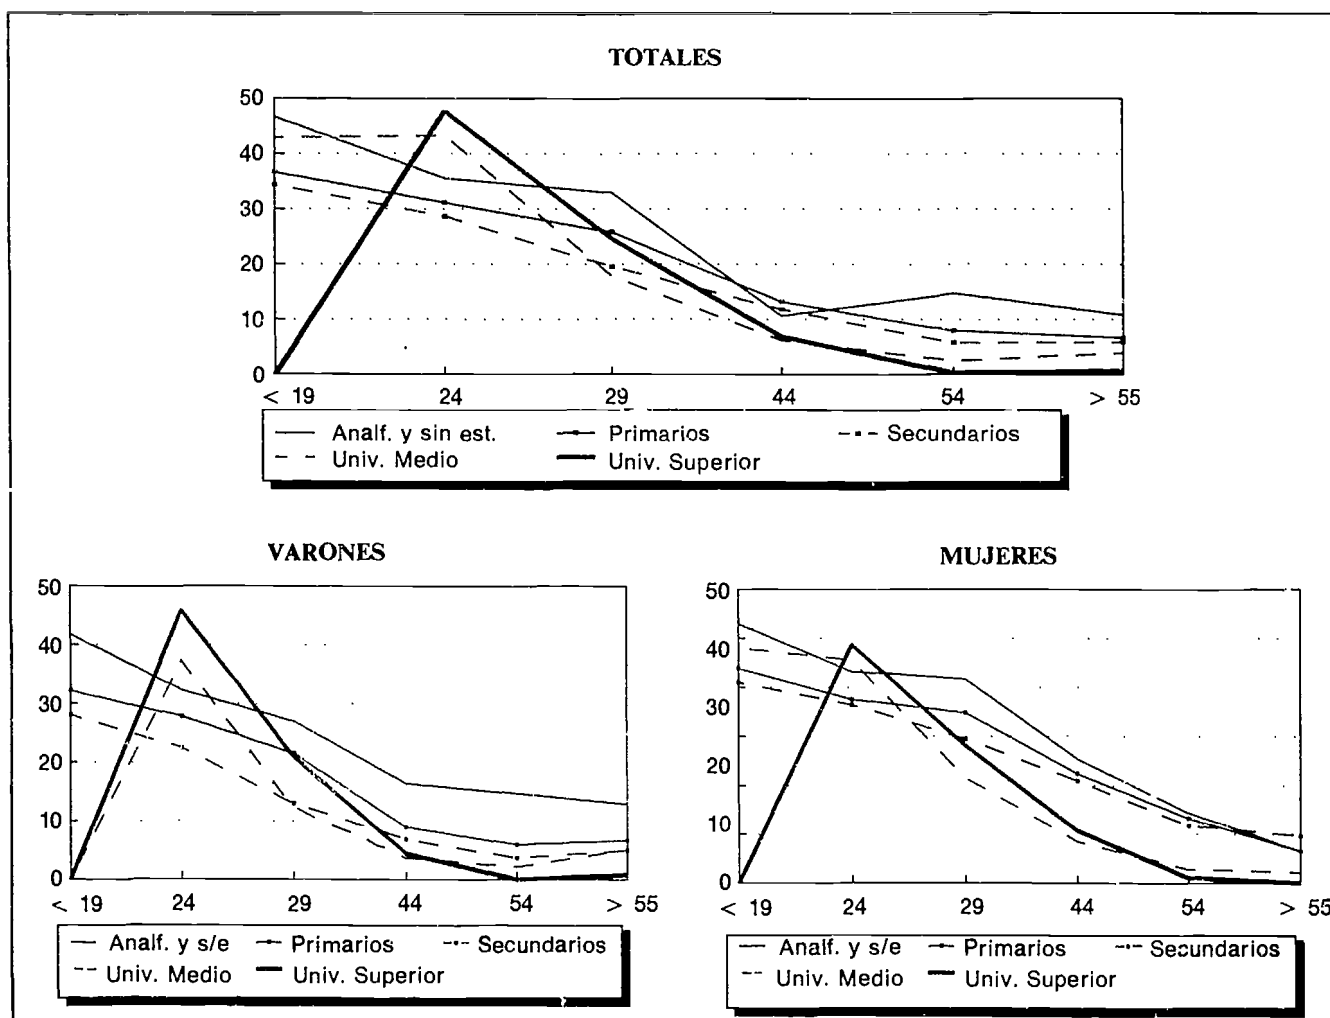 TOTALES
50
40
30
20
10
0
< 19 24 29 44 54 > 55
Analf. y sin est. Primarios Secundarios
Univ. Medio Univ. Superior
VARONES
50
40
30
20
10
0
< 19 24 29 44 54 > 55
Analf. y s/e Primarios Secundarios
Univ. Medio Univ. Superior
MUJERES
50
40
30
20
10
0
< 19 24 29 44 54 > 55
Analf. y s/e Primarios Secundarios
Univ. Medio Univ. Superior